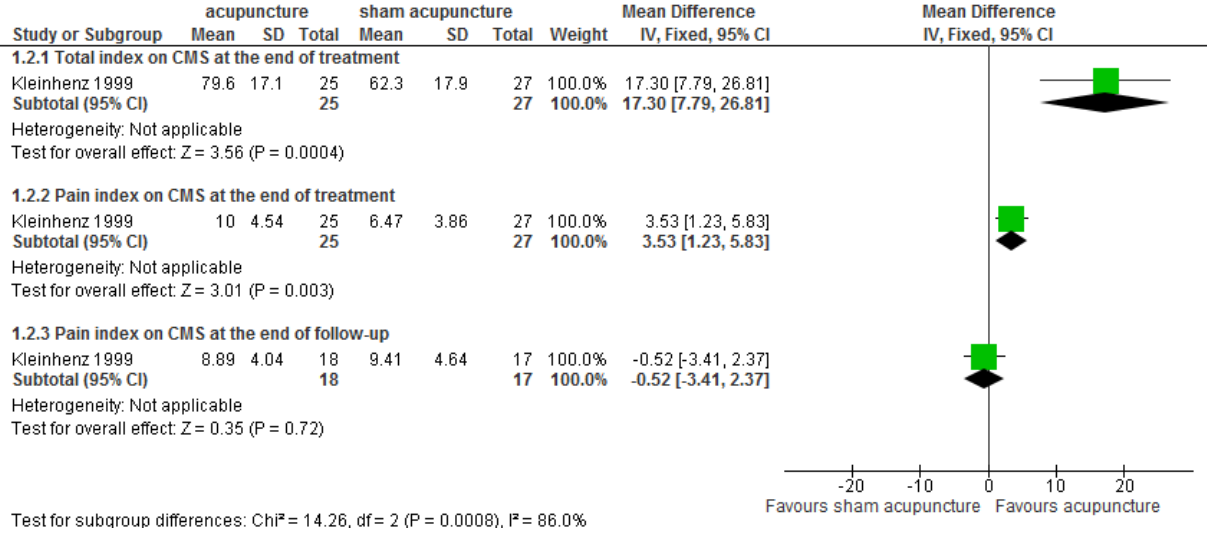 acupuncture sham acupuncture Mean Difference Mean Difference
Study or Subgroup Mean SD Total Mean SD Total Weight IV, Fixed, 95% CI IV, Fixed, 95% CI
1.2.1 Total index on CMS at the end of treatment
Kleinhenz 1999 79.6 17.1 25 62.3 17.9 27 100.0% 17.30 [7.79, 26.81]
Subtotal (95% CI) 25 27 100.0% 17.30 [7.79, 26.81]
Heterogeneity: Not applicable
Test for overall effect: Z = 3.56 (P = 0.0004)
1.2.2 Pain index on CMS at the end of treatment
Kleinhenz 1999 10 4.54 25 6.47 3.86 27 100.0% 3.53 [1.23, 5.83]
Subtotal (95% CI) 25 27 100.0% 3.53 [1.23, 5.83]
Heterogeneity: Not applicable
Test for overall effect: Z = 3.01 (P = 0.003)
1.2.3 Pain index on CMS at the end of follow-up
Kleinhenz 1999 8.89 4.04 18 9.41 4.64 17 100.0% -0.52 [-3.41, 2.37]
Subtotal (95% CI) 18 17 100.0% -0.52 [-3.41, 2.37]
Heterogeneity: Not applicable
Test for overall effect: Z = 0.35 (P = 0.72)
-20 -10 0 10 20
Favours sham acupuncture Favours acupuncture
Test for subgroup differences: Chi² = 14.26, df = 2 (P = 0.0008), I² = 86.0%